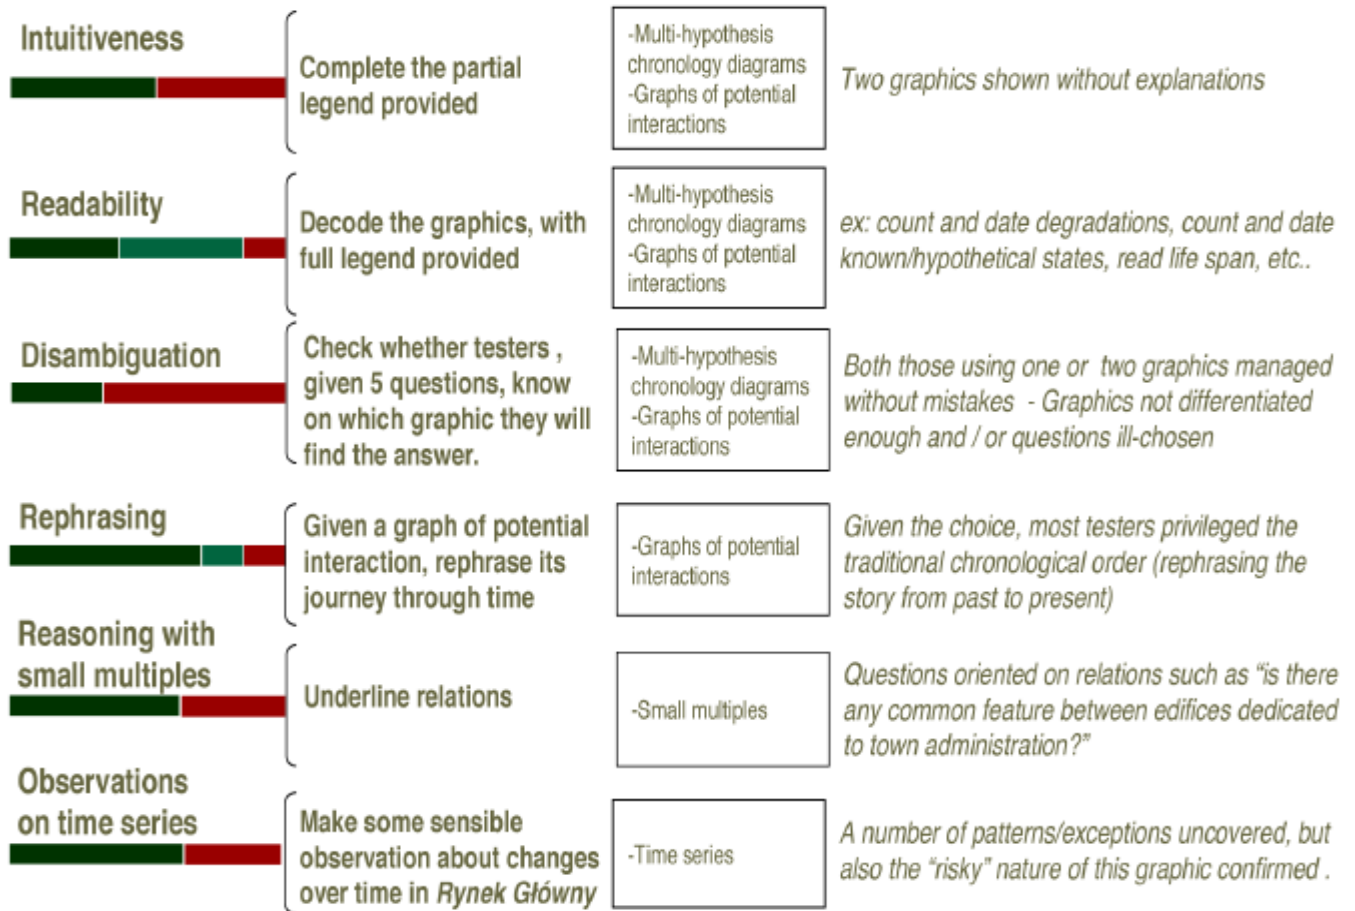 Intuitiveness
Complete the partial
legend provided
-Multi-hypothesis
chronology diagrams
-Graphs of potential
interactions
Two graphics shown without explanations
Readability
Decode the graphics, with
full legend provided
-Multi-hypothesis
chronology diagrams
-Graphs of potential
interactions
ex: count and date degradations, count and date
known/hypothetical states, read life span, etc..
Disambiguation
Check whether testers ,
given 5 questions, know
on which graphic they will
find the answer.
-Multi-hypothesis
chronology diagrams
-Graphs of potential
interactions
Both those using one or two graphics managed
without mistakes - Graphics not differentiated
enough and / or questions ill-chosen
Rephrasing
Given a graph of potential
interaction, rephrase its
journey through time
-Graphs of potential
interactions
Given the choice, most testers privileged the
traditional chronological order (rephrasing the
story from past to present)
Reasoning with
small multiples
Underline relations
-Small multiples
Questions oriented on relations such as “is there
any common feature between edifices dedicated
to town administration?”
Observations
on time series
Make some sensible
observation about changes
over time in Rynek Główny
-Time series
A number of patterns/exceptions uncovered, but
also the “risky” nature of this graphic confirmed .